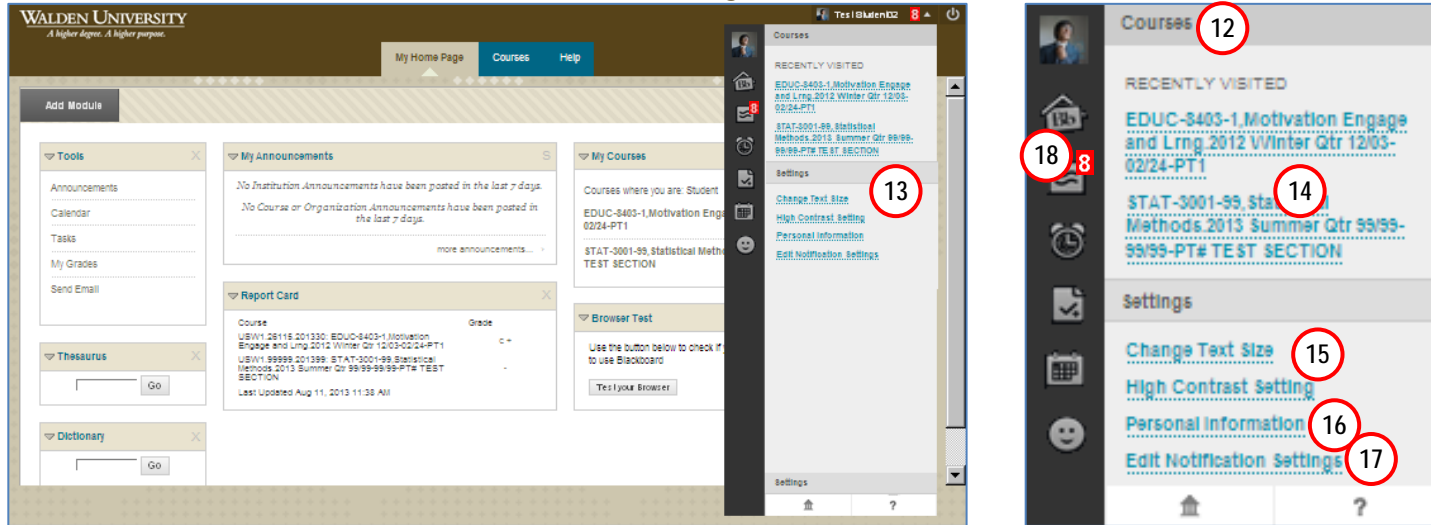 WALDEN UNIVERSITY
A higher degree. A higher purpose.
Test Student02 8
My Home Page Courses Help
Add Module
Tools X
Announcements
Calendar
Tasks
My Grades
Send Email
Thesaurus X
Go
Dictionary X
Go
My Announcements S
No Institution Announcements have been posted in the last 7 days.
No Course or Organization Announcements have been posted in
the last 7 days.
more announcements...
Report Card X
Course Grade
USW1.26115.201330: EDUC-8403-1,Motivation
Engage and Lrng.2012 Winter Qtr 12/03-02/24-PT1 C +
USW1.99999.201399: STAT-3001-99,Statistical
Methods.2013 Summer Qtr 99/99-99/99-PT# TEST
SECTION -
Last Updated Aug 11, 2013 11:38 AM
My Courses
Courses where you are: Student
EDUC-8403-1,Motivation Enga
02/24-PT1
STAT-3001-99,Statistical Metho
TEST SECTION
Browser Test
Use the button below to check if
to use Blackboard
Test your Browser
Bb
8
Courses
RECENTLY VISITED
EDUC-8403-1,Motivation Engage
and Lrng.2012 Winter Qtr 12/03-
02/24-PT1
STAT-3001-99,Statistical
Methods.2013 Summer Qtr 99/99-
99/99-PT# TEST SECTION
Settings
13
Change Text Size
High Contrast Setting
Personal Information
Edit Notification Settings
Settings
?
Courses 12
RECENTLY VISITED
Bb
EDUC-8403-1,Motivation Engage
and Lrng.2012 Winter Qtr 12/03-
02/24-PT1
18 8
STAT-3001-99, 14
Methods.2013 Summer Qtr 99/99-
99/99-PT# TEST SECTION
Settings
Change Text Size 15
High Contrast Setting
Personal Information 16
Edit Notification Settings 17
?